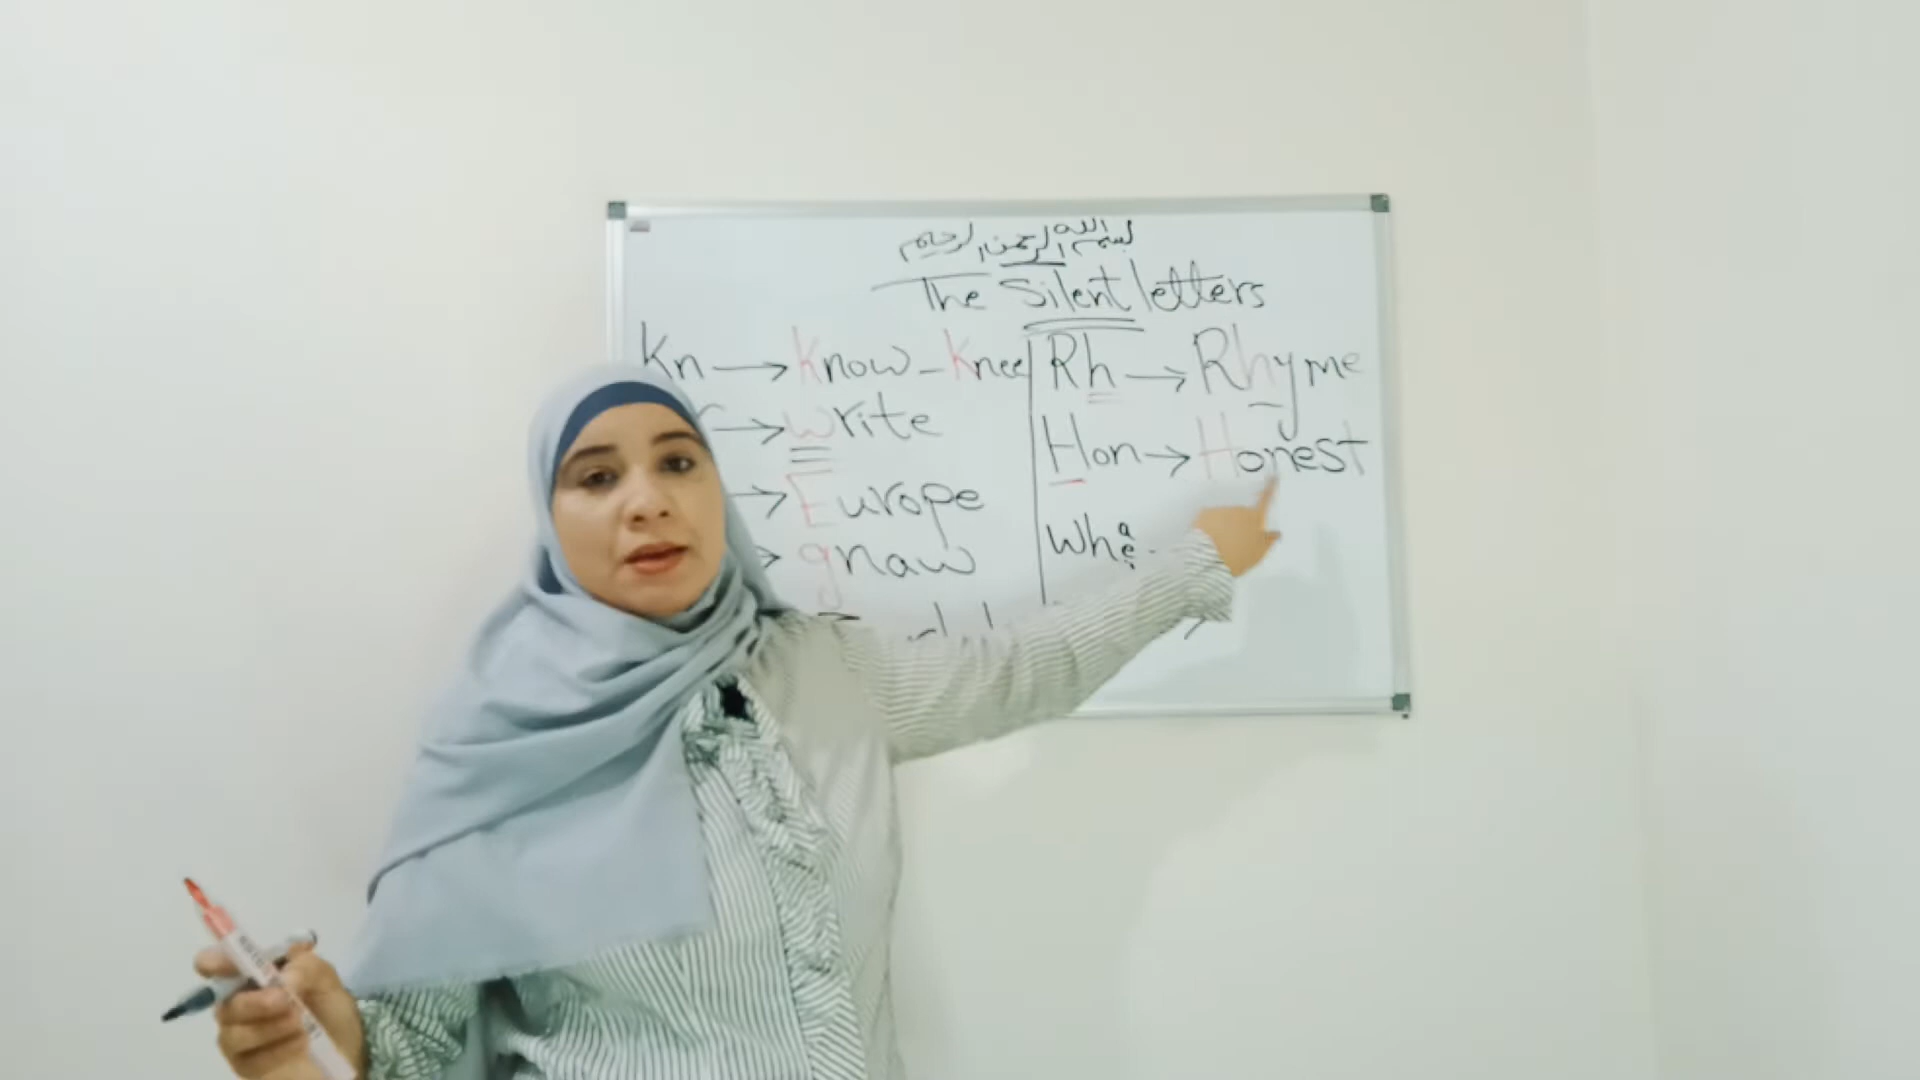 بسم الله الرحمن الرحيم
The Silent letters
Kn → know - knee
→ write
→ Europe
→ gnaw
Rh → Rhyme
Hon → Honest
Wh a e